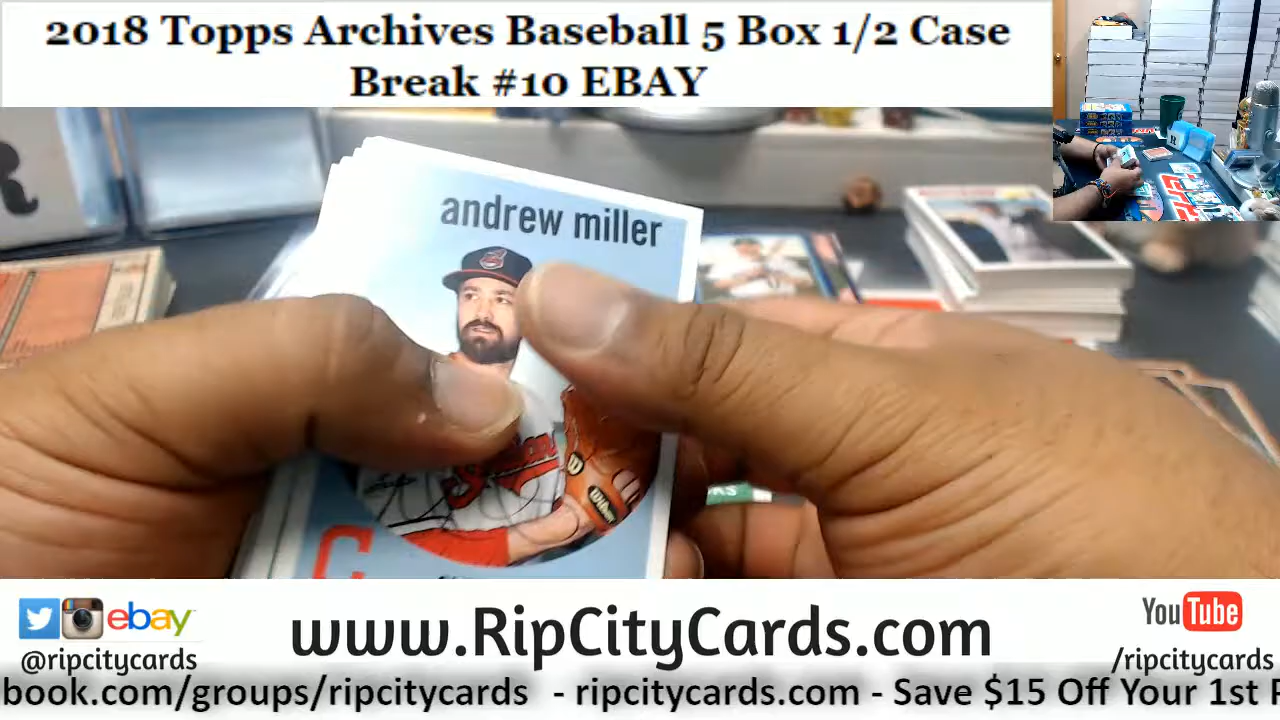 2018 Topps Archives Baseball 5 Box 1/2 Case
Break #10 EBAY
andrew miller
Wilson
ebay
www.RipCityCards.com
YouTube
@ripcitycards
/ripcitycards
book.com/groups/ripcitycards - ripcitycards.com - Save $15 Off Your 1st